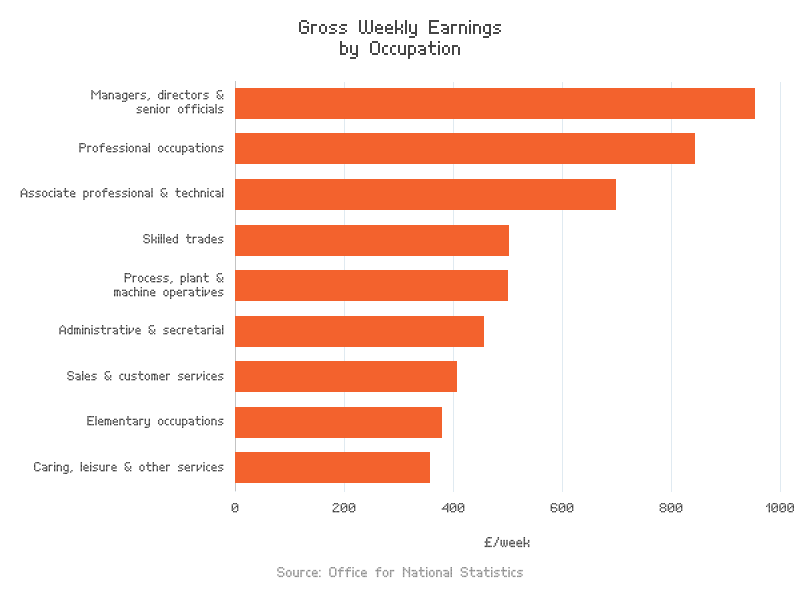 Gross Weekly Earnings
by Occupation
Managers, directors &
senior officials
Professional occupations
Associate professional & technical
Skilled trades
Process, plant &
machine operatives
Administrative & secretarial
Sales & customer services
Elementary occupations
Caring, leisure & other services
0 200 400 600 800 1000
£/week
Source: Office for National Statistics